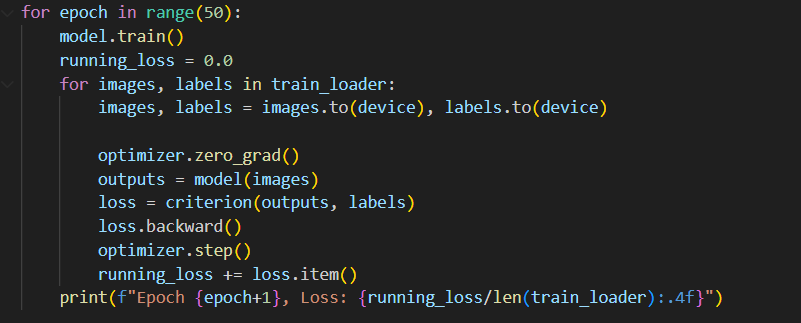 for epoch in range(50):
    model.train()
    running_loss = 0.0
    for images, labels in train_loader:
        images, labels = images.to(device), labels.to(device)

        optimizer.zero_grad()
        outputs = model(images)
        loss = criterion(outputs, labels)
        loss.backward()
        optimizer.step()
        running_loss += loss.item()
    print(f"Epoch {epoch+1}, Loss: {running_loss/len(train_loader):.4f}")